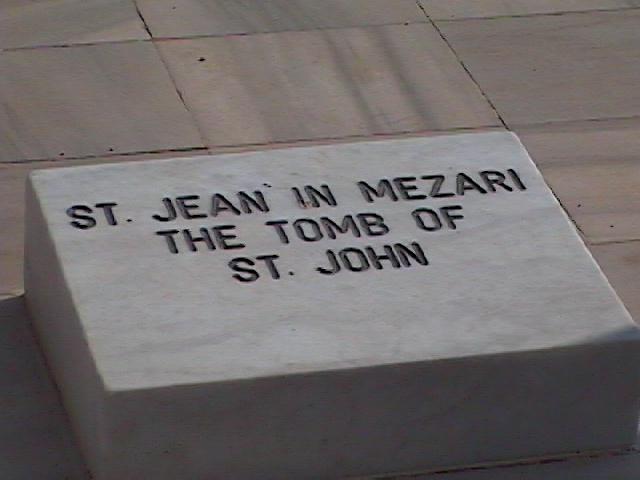 ST. JEAN IN MEZARI
THE TOMB OF
ST. JOHN